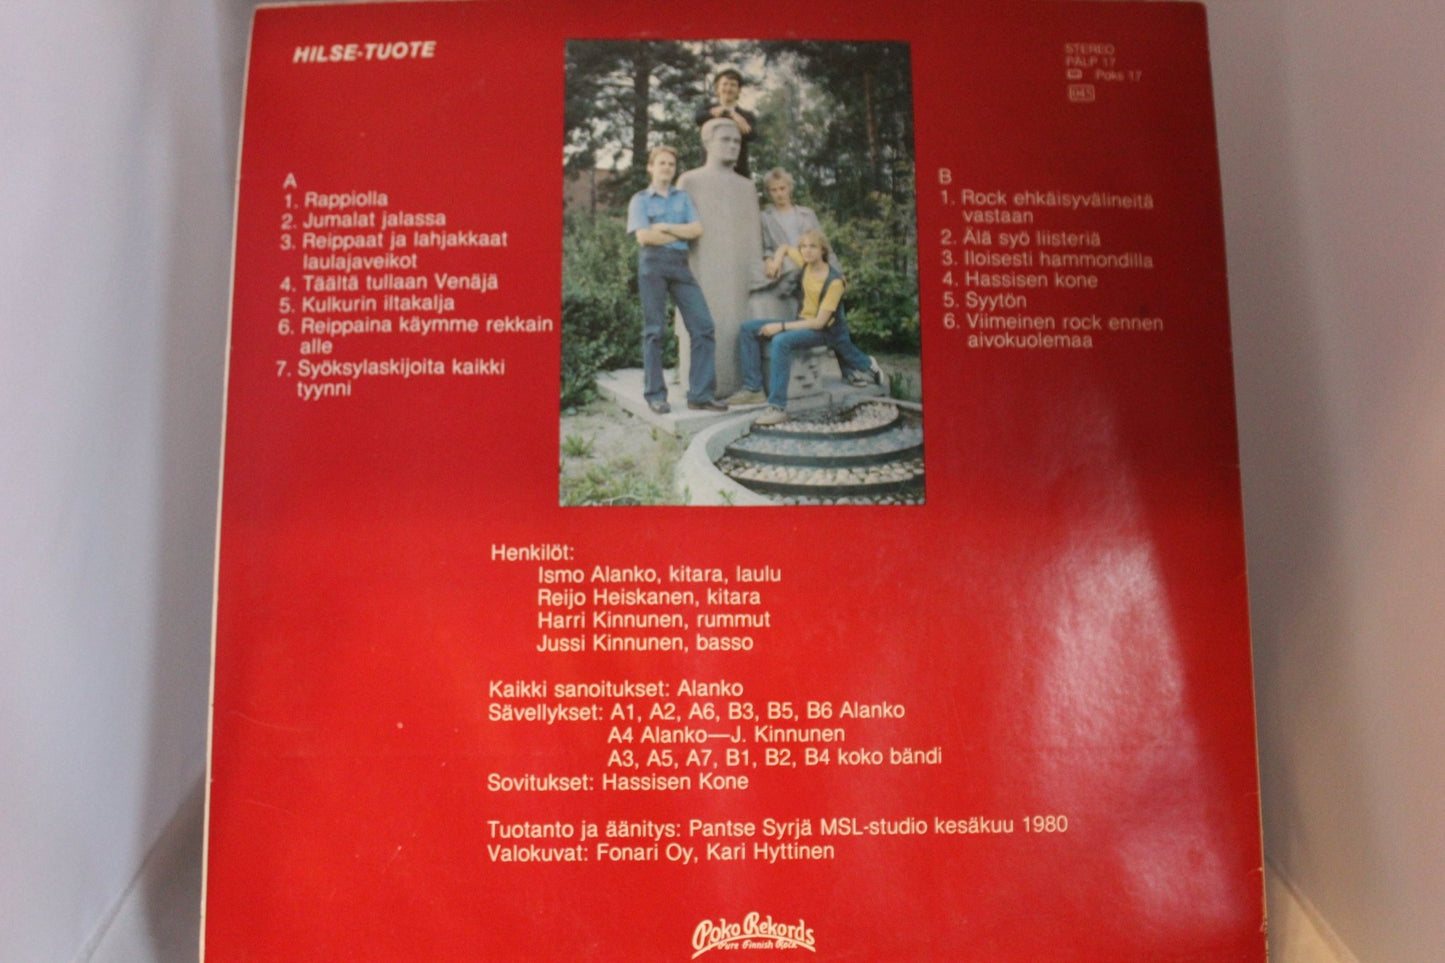 HILSE-TUOTE
STEREO
PÄLP 17
Poks 17
045
A
1. Rappiolla
2. Jumalat jalassa
3. Reippaat ja lahjakkaat
laulajaveikot
4. Täältä tullaan Venäjä
5. Kulkurin iltakalja
6. Reippaina käymme rekkain
alle
7. Syöksylaskijoita kaikki
tyynni
B
1. Rock ehkäisyvälineitä
vastaan
2. Älä syö liisteriä
3. Iloisesti hammondilla
4. Hassisen kone
5. Syytön
6. Viimeinen rock ennen
aivokuolemaa
Henkilöt:
Ismo Alanko, kitara, laulu
Reijo Heiskanen, kitara
Harri Kinnunen, rummut
Jussi Kinnunen, basso
Kaikki sanoitukset: Alanko
Sävellykset: A1, A2, A6, B3, B5, B6 Alanko
A4 Alanko—J. Kinnunen
A3, A5, A7, B1, B2, B4 koko bändi
Sovitukset: Hassisen Kone
Tuotanto ja äänitys: Pantse Syrjä MSL-studio kesäkuu 1980
Valokuvat: Fonari Oy, Kari Hyttinen
Poko Rekords
Pure Finnish Rock